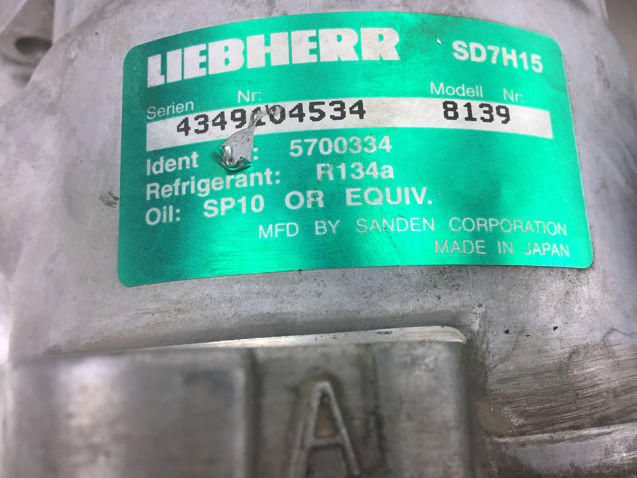 LIEBHERR SD7H15
Serien Nr: Modell Nr:
8139
Ident : 5700334
Refrigerant: R134a
Oil: SP10 OR EQUIV.
MFD BY SANDEN CORPORATION
MADE IN JAPAN
A